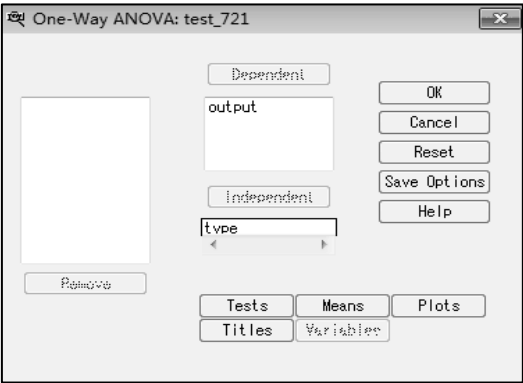 One-Way ANOVA: test_721
Dependent
output
Independent
type
Remove
OK
Cancel
Reset
Save Options
Help
Tests
Means
Plots
Titles
Variables